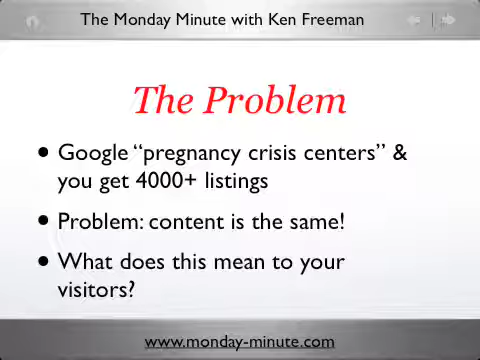 The Monday Minute with Ken Freeman
The Problem
• Google “pregnancy crisis centers” &
you get 4000+ listings
• Problem: content is the same!
• What does this mean to your
visitors?
www.monday-minute.com